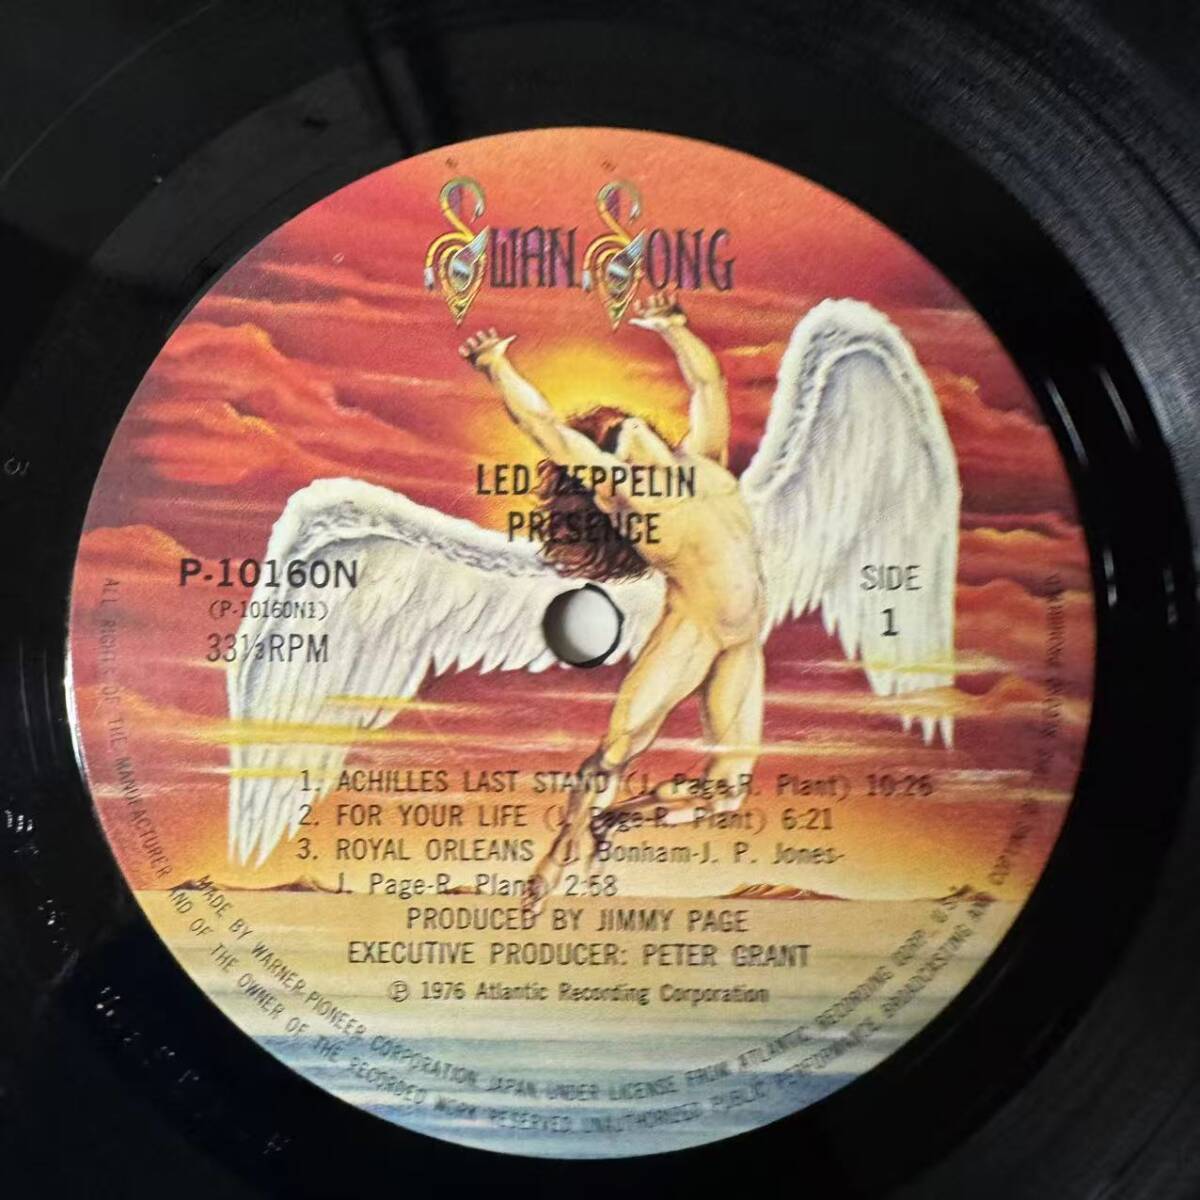 SWAN SONG
LED ZEPPELIN
PRESENCE
P-10160N
(P-10160N1)
33⅓RPM
SIDE
1
1. ACHILLES LAST STAND (J. Page-R. Plant) 10:26
2. FOR YOUR LIFE (J. Page-R. Plant) 6:21
3. ROYAL ORLEANS (J. Bonham-J. P. Jones-
J. Page-R. Plant) 2:58
PRODUCED BY JIMMY PAGE
EXECUTIVE PRODUCER: PETER GRANT
Ⓟ 1976 Atlantic Recording Corporation
MADE BY WARNER-PIONEER CORPORATION, JAPAN UNDER LICENSE FROM ATLANTIC RECORDING CORP., U.S.A.
ALL RIGHTS OF THE MANUFACTURER AND OF THE OWNER OF THE RECORDED WORK RESERVED. UNAUTHORISED PUBLIC PERFORMANCE, BROADCASTING AND COPYING OF